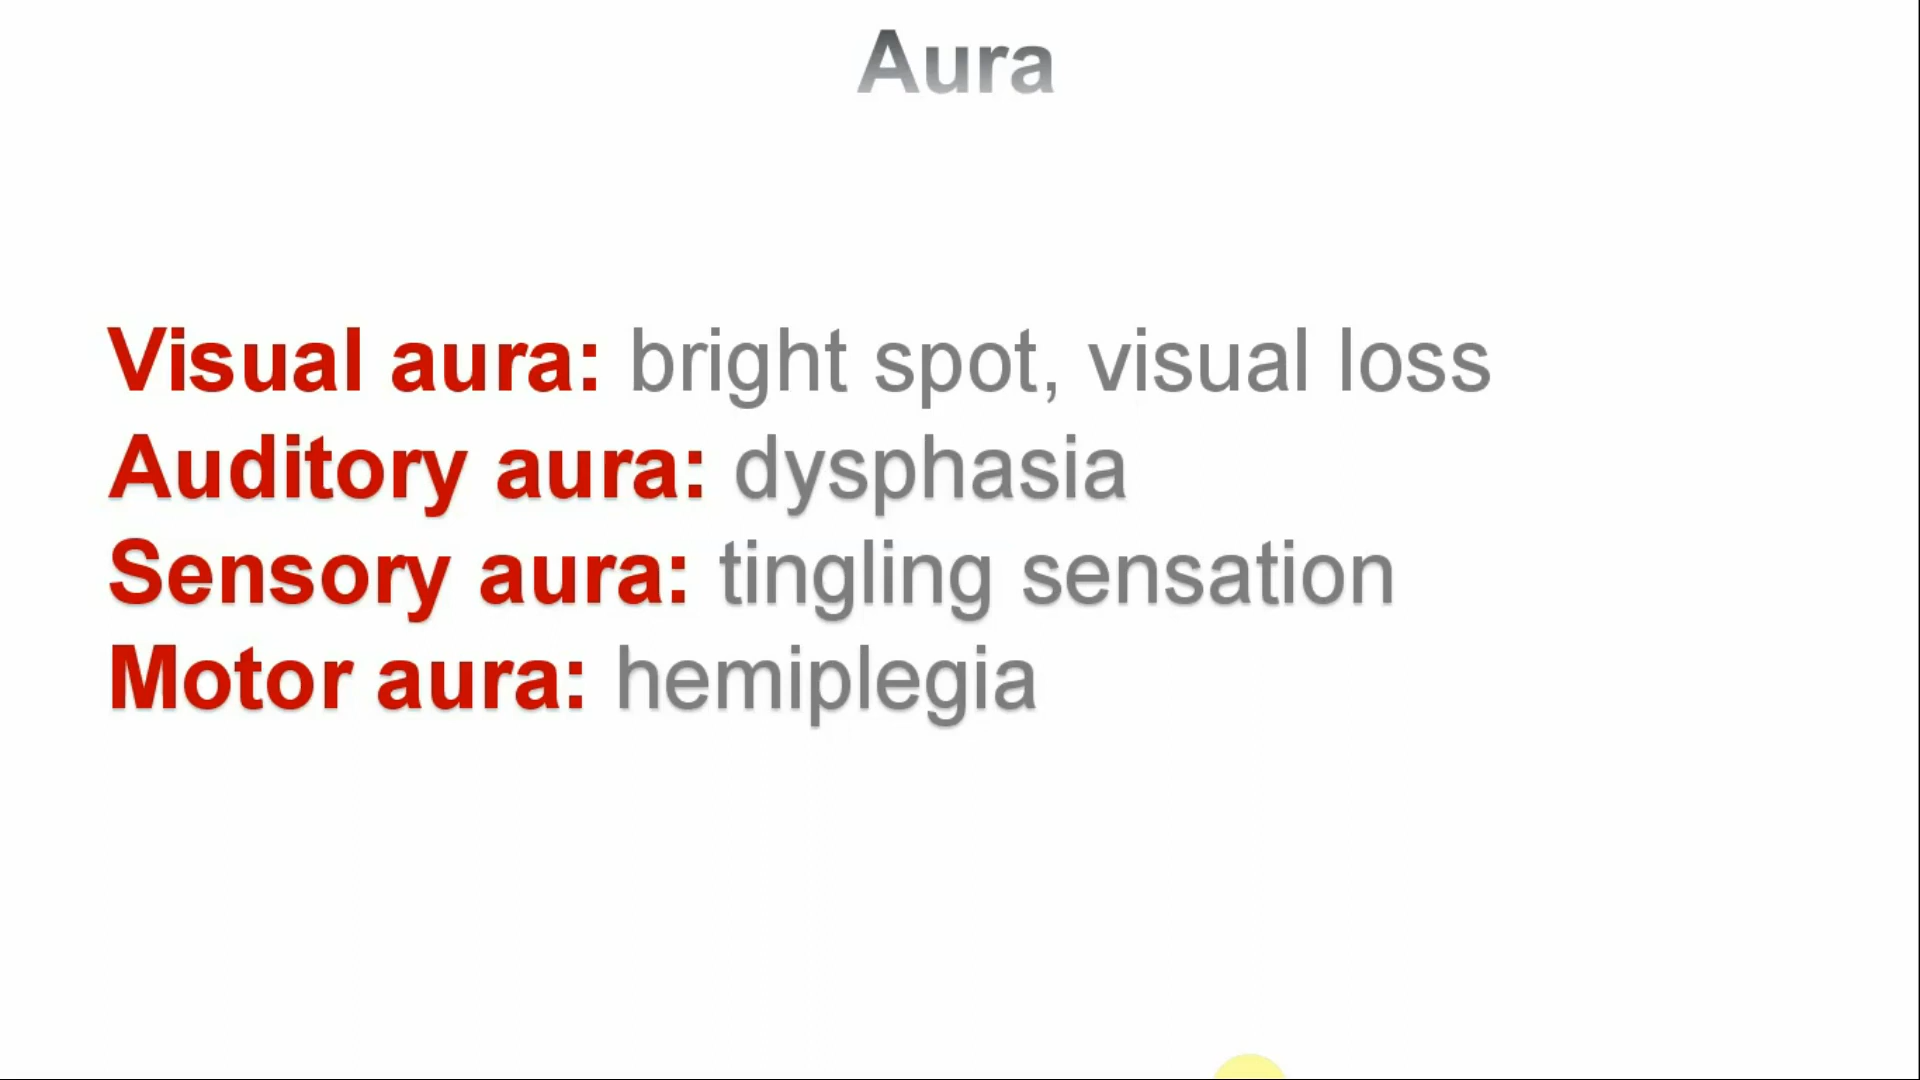 Aura
Visual aura: bright spot, visual loss
Auditory aura: dysphasia
Sensory aura: tingling sensation
Motor aura: hemiplegia